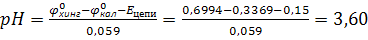 pH = (φ⁰хинг − φ⁰кал − Eцепи)/0,059 = (0,6994−0,3369−0,15)/0,059 = 3,60